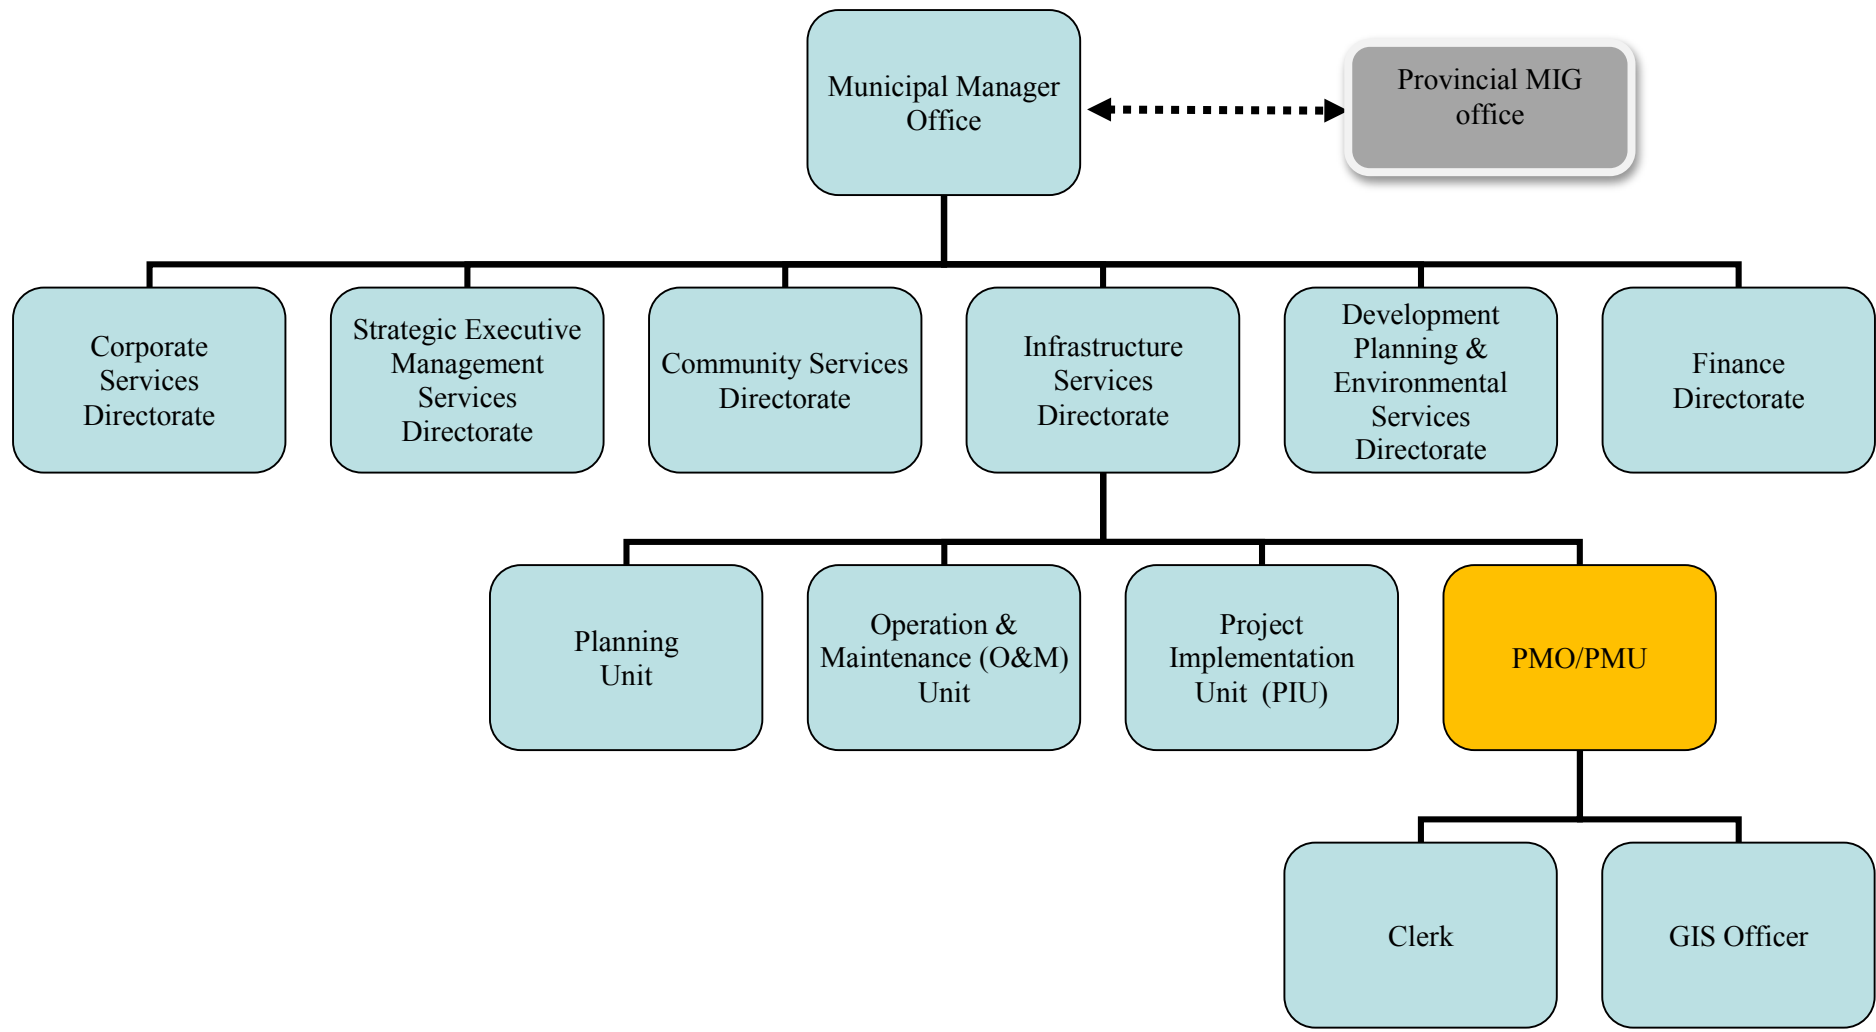 Municipal Manager
Office
Provincial MIG
office
Corporate
Services
Directorate
Strategic Executive
Management
Services
Directorate
Community Services
Directorate
Infrastructure
Services
Directorate
Development
Planning &
Environmental
Services
Directorate
Finance
Directorate
Planning
Unit
Operation &
Maintenance (O&M)
Unit
Project
Implementation
Unit (PIU)
PMO/PMU
Clerk
GIS Officer